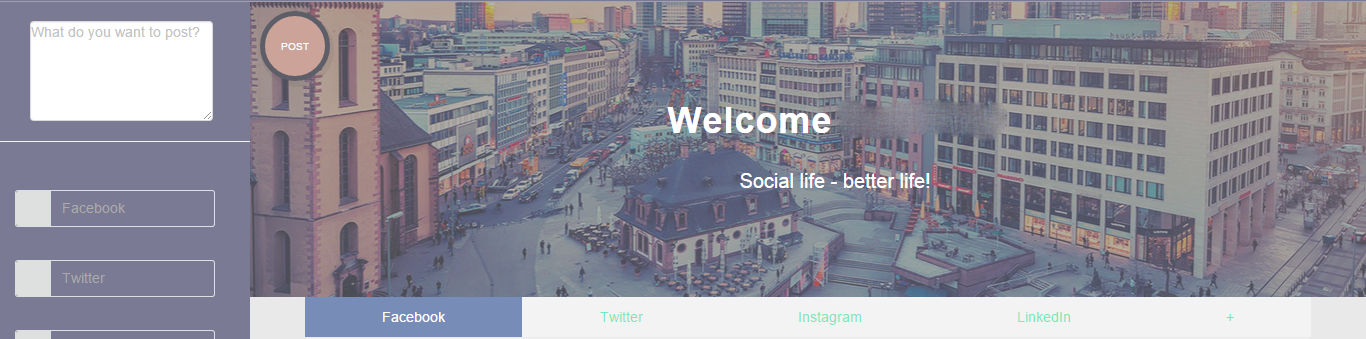 What do you want to post?
POST
Welcome
Social life - better life!
Facebook
Twitter
Facebook
Twitter
Instagram
LinkedIn
+